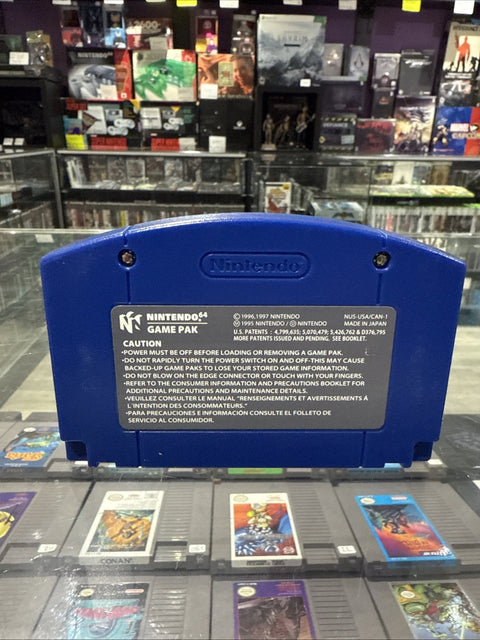 SKYRIM
Nintendo
NINTENDO 64
GAME PAK
© 1996, 1997 NINTENDO
Ⓜ 1995 NINTENDO / Ⓓ NINTENDO
NUS-USA/CAN-1
MADE IN JAPAN
U.S. PATENTS : 4,799,635; 5,070,479; 5,426,762 & D376,795
MORE PATENTS ISSUED AND PENDING. SEE BOOKLET.
CAUTION
•POWER MUST BE OFF BEFORE LOADING OR REMOVING A GAME PAK.
•DO NOT RAPIDLY TURN THE POWER SWITCH ON AND OFF-THIS MAY CAUSE
BACKED-UP GAME PAKS TO LOSE YOUR STORED GAME INFORMATION.
•DO NOT BLOW ON THE EDGE CONNECTOR OR TOUCH WITH YOUR FINGERS.
•REFER TO THE CONSUMER INFORMATION AND PRECAUTIONS BOOKLET FOR
ADDITIONAL PRECAUTIONS AND MAINTENANCE DETAILS.
•VEUILLEZ CONSULTER LE MANUEL "RENSEIGNEMENTS ET AVERTISSEMENTS À
L'INTENTION DES CONSOMMATEURS."
•PARA PRECAUCIONES E INFORMACIÓN CONSULTE EL FOLLETO DE
SERVICIO AL CONSUMIDOR.
CONAN